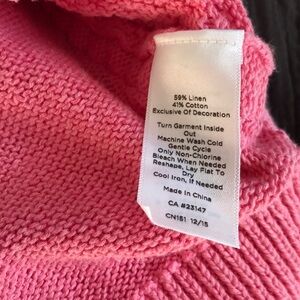 59% Linen
41% Cotton
Exclusive Of Decoration
Turn Garment Inside
Out
Machine Wash Cold
Gentle Cycle
Only Non-Chlorine
Bleach When Needed
Reshape, Lay Flat To
Dry
Cool Iron, If Needed
Made In China
CA #23147
CN151 12/15